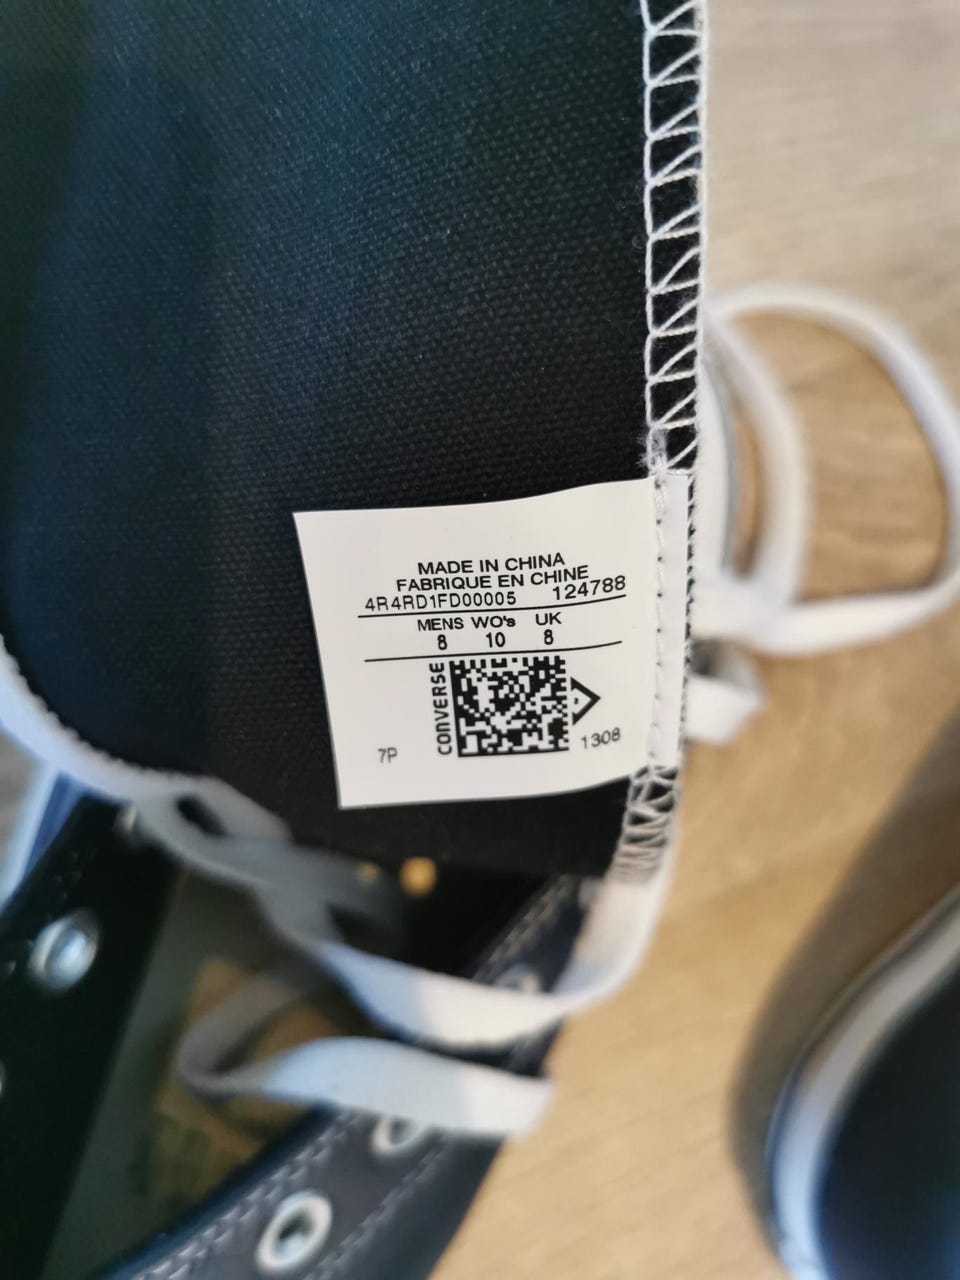 MADE IN CHINA
FABRIQUE EN CHINE
4R4RD1FD00005 124788
MENS WO's UK
8 10 8
CONVERSE
7P 1308